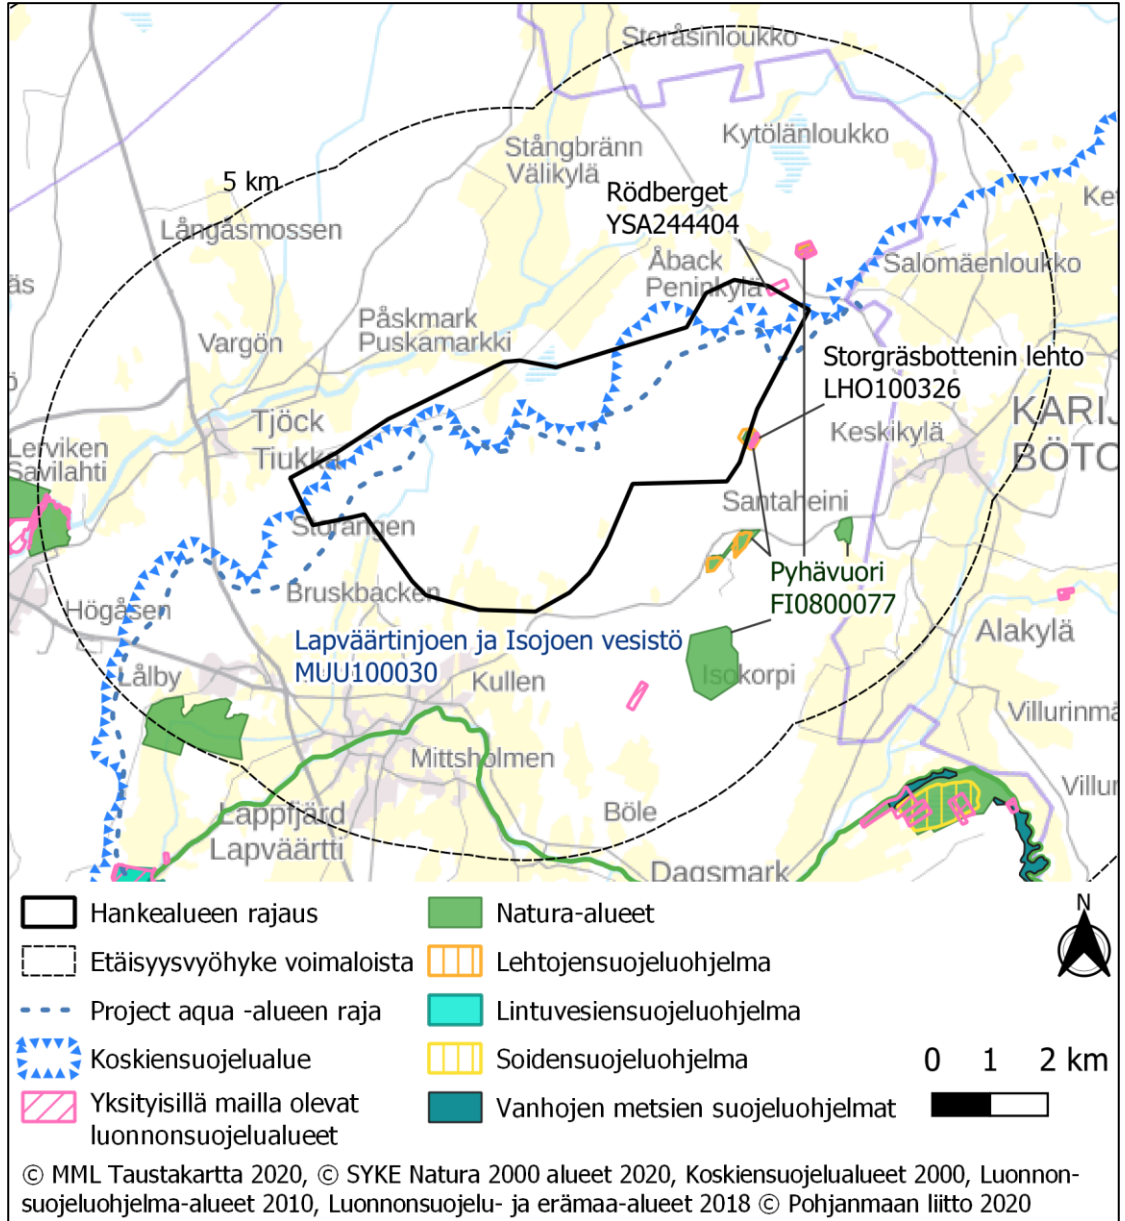 Storåsinloukko
Kytölänloukko
Stångbränn
Välikylä
5 km
Rödberget
YSA244404
Långåsmossen
Åback
Peninkylä
Salomäenloukko
äs
Påskmark
Puskamarkki
Vargön
Storgräsbottenin lehto
LHO100326
Tjöck
Tiukka
KARIJ
BÖTO
Keskikylä
Lerviken
Savilahti
Santaheini
Storängen
Pyhävuori
FI0800077
Bruskbacken
Högåsen
Alakylä
Lapväärtinjoen ja Isojoen vesistö
MUU100030
Isokorpi
Lålby
Kullen
Villurinmä
Mittsholmen
Villur
Böle
Lappfjärd
Lapväärtti
Dagsmark
Hankealueen rajaus
Etäisyysvyöhyke voimaloista
Project aqua -alueen raja
Koskiensuojelualue
Yksityisillä mailla olevat
luonnonsuojelualueet
Natura-alueet
Lehtojensuojeluohjelma
Lintuvesiensuojeluohjelma
Soidensuojeluohjelma
Vanhojen metsien suojeluohjelmat
N
0 1 2 km
© MML Taustakartta 2020, © SYKE Natura 2000 alueet 2020, Koskiensuojelualueet 2000, Luonnon-
suojeluohjelma-alueet 2010, Luonnonsuojelu- ja erämaa-alueet 2018 © Pohjanmaan liitto 2020